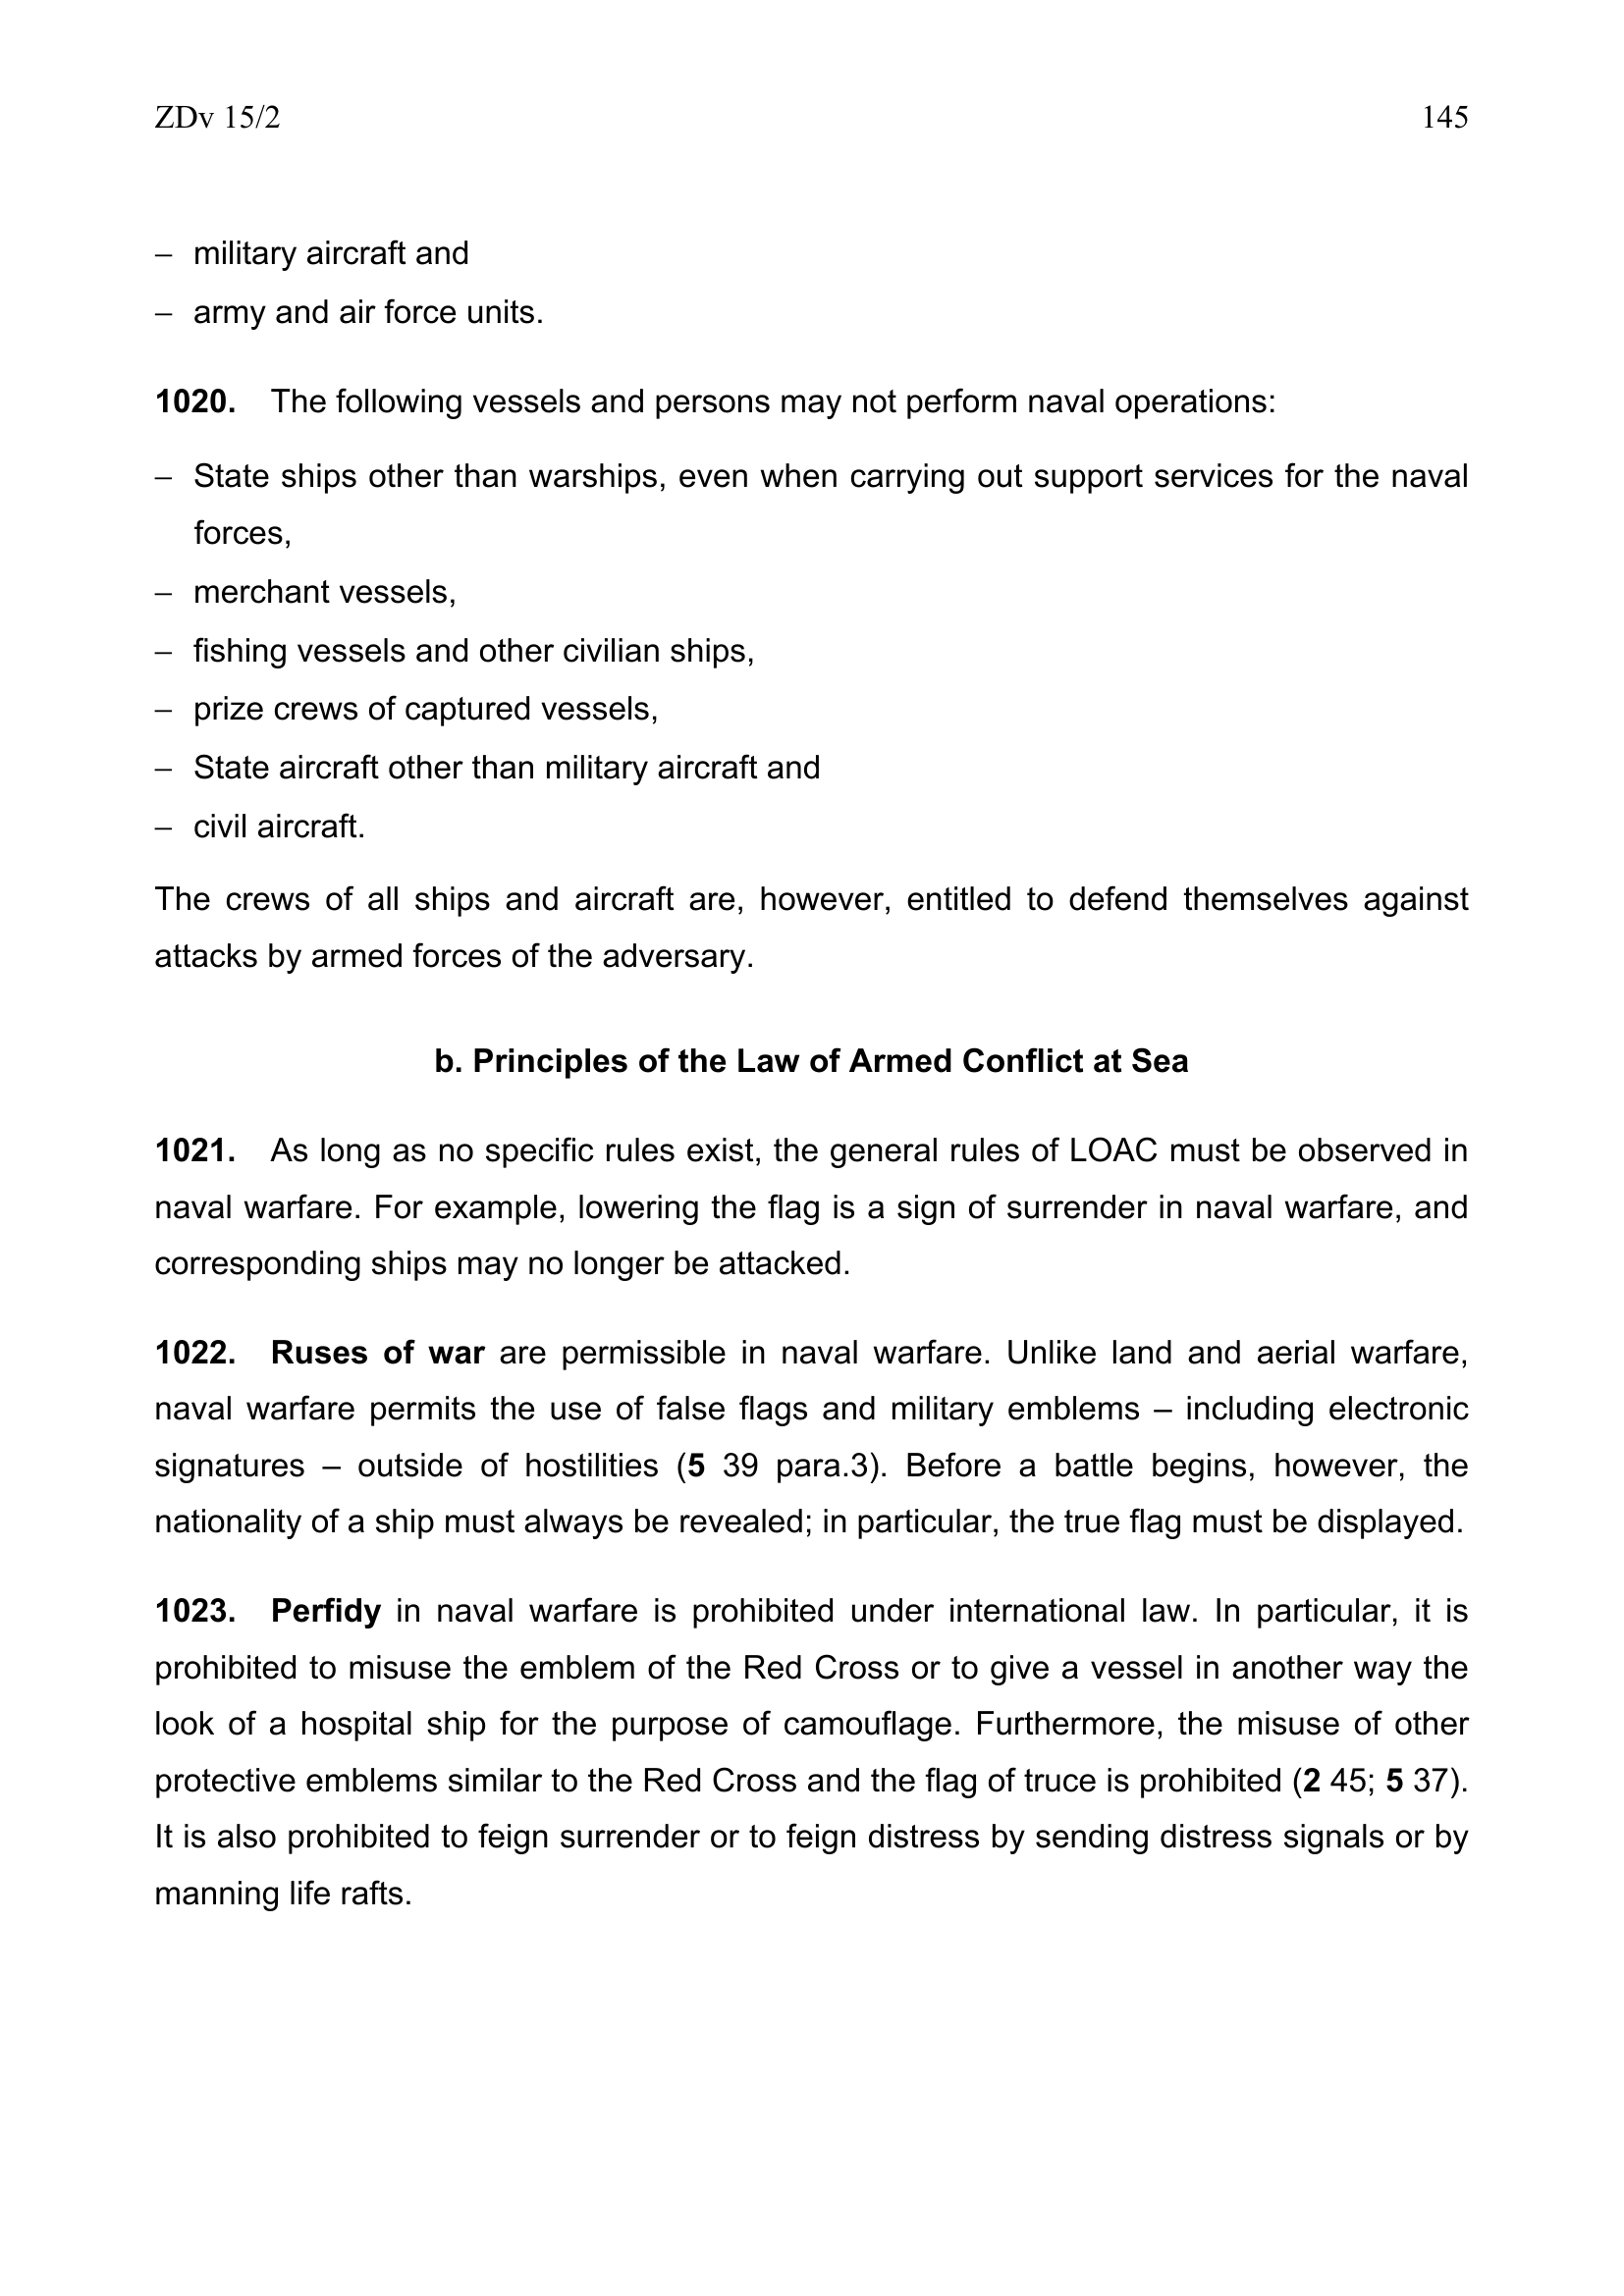 ZDv 15/2 145
– military aircraft and
– army and air force units.
1020. The following vessels and persons may not perform naval operations:
– State ships other than warships, even when carrying out support services for the naval
forces,
– merchant vessels,
– fishing vessels and other civilian ships,
– prize crews of captured vessels,
– State aircraft other than military aircraft and
– civil aircraft.
The crews of all ships and aircraft are, however, entitled to defend themselves against
attacks by armed forces of the adversary.
b. Principles of the Law of Armed Conflict at Sea
1021. As long as no specific rules exist, the general rules of LOAC must be observed in
naval warfare. For example, lowering the flag is a sign of surrender in naval warfare, and
corresponding ships may no longer be attacked.
1022. Ruses of war are permissible in naval warfare. Unlike land and aerial warfare,
naval warfare permits the use of false flags and military emblems – including electronic
signatures – outside of hostilities (5 39 para.3). Before a battle begins, however, the
nationality of a ship must always be revealed; in particular, the true flag must be displayed.
1023. Perfidy in naval warfare is prohibited under international law. In particular, it is
prohibited to misuse the emblem of the Red Cross or to give a vessel in another way the
look of a hospital ship for the purpose of camouflage. Furthermore, the misuse of other
protective emblems similar to the Red Cross and the flag of truce is prohibited (2 45; 5 37).
It is also prohibited to feign surrender or to feign distress by sending distress signals or by
manning life rafts.